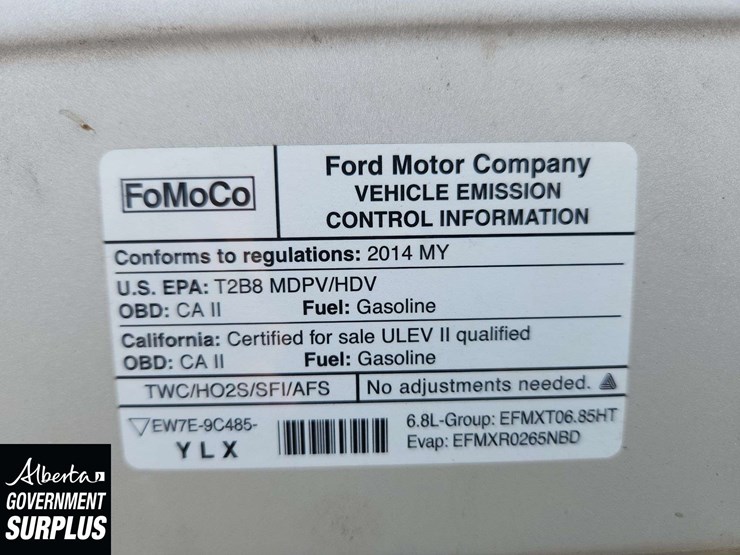 FoMoCo
Ford Motor Company
VEHICLE EMISSION
CONTROL INFORMATION
Conforms to regulations: 2014 MY
U.S. EPA: T2B8 MDPV/HDV
OBD: CA II Fuel: Gasoline
California: Certified for sale ULEV II qualified
OBD: CA II Fuel: Gasoline
TWC/HO2S/SFI/AFS No adjustments needed.
EW7E-9C485-
YLX
6.8L-Group: EFMXT06.85HT
Evap: EFMXR0265NBD
Alberta
GOVERNMENT
SURPLUS